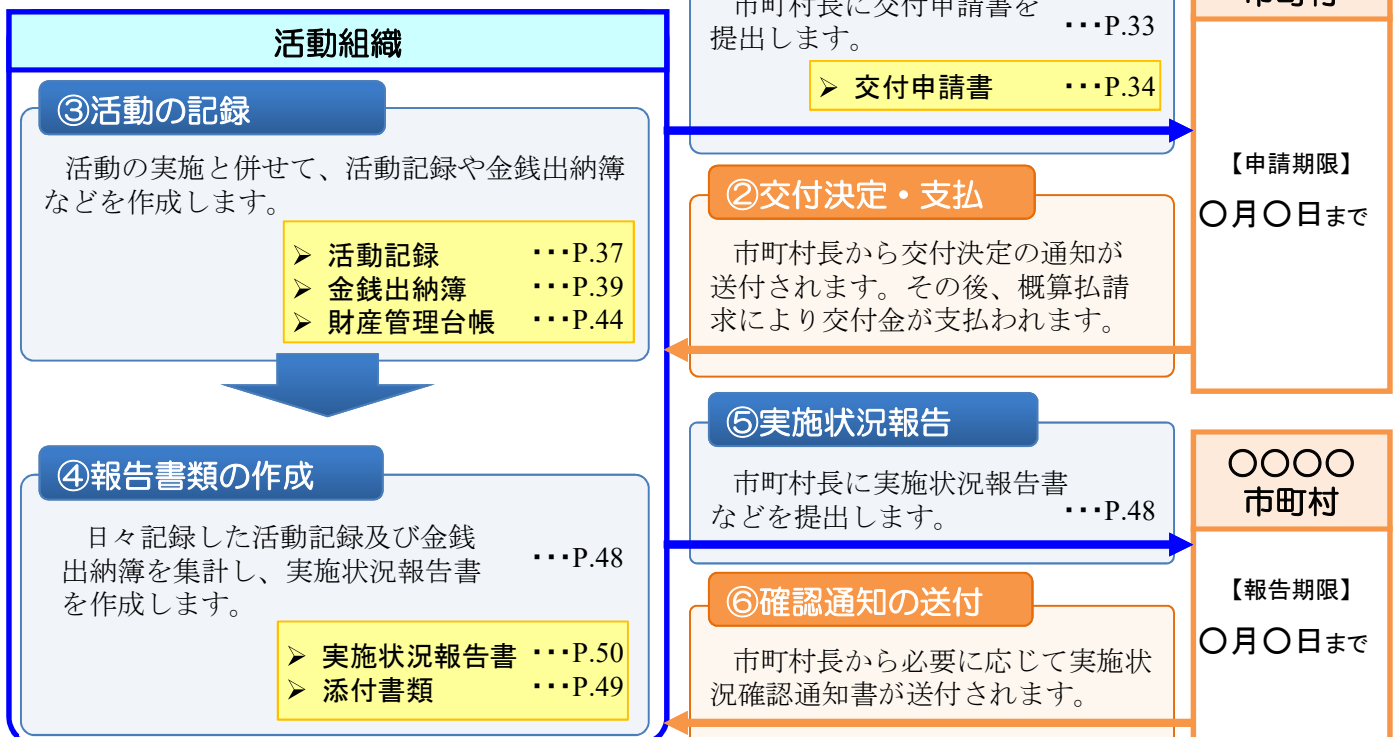 活動組織
③活動の記録
活動の実施と併せて、活動記録や金銭出納簿
などを作成します。
➢ 活動記録 ・・・P.37
➢ 金銭出納簿 ・・・P.39
➢ 財産管理台帳 ・・・P.44
④報告書類の作成
日々記録した活動記録及び金銭
出納簿を集計し、実施状況報告書
を作成します。
・・・P.48
➢ 実施状況報告書 ・・・P.50
➢ 添付書類 ・・・P.49
市町村長に交付申請書を
提出します。
・・・P.33
➢ 交付申請書 ・・・P.34
②交付決定・支払
市町村長から交付決定の通知が
送付されます。その後、概算払請
求により交付金が支払われます。
⑤実施状況報告
市町村長に実施状況報告書
などを提出します。
・・・P.48
⑥確認通知の送付
市町村長から必要に応じて実施状
況確認通知書が送付されます。
市町村
【申請期限】
〇月〇日まで
〇〇〇〇
市町村
【報告期限】
〇月〇日まで